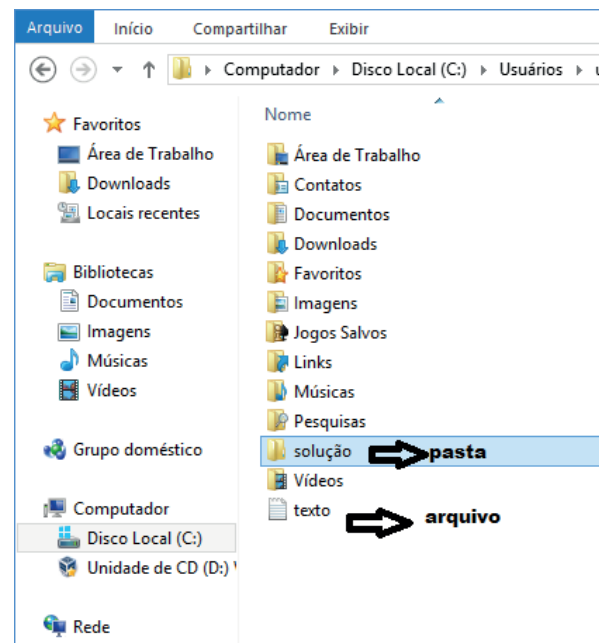 Arquivo Início Compartilhar Exibir
Computador Disco Local (C:) Usuários u
Favoritos
Área de Trabalho
Downloads
Locais recentes
Bibliotecas
Documentos
Imagens
Músicas
Vídeos
Grupo doméstico
Computador
Disco Local (C:)
Unidade de CD (D:) V
Rede
Nome
Área de Trabalho
Contatos
Documentos
Downloads
Favoritos
Imagens
Jogos Salvos
Links
Músicas
Pesquisas
solução pasta
Vídeos
texto arquivo